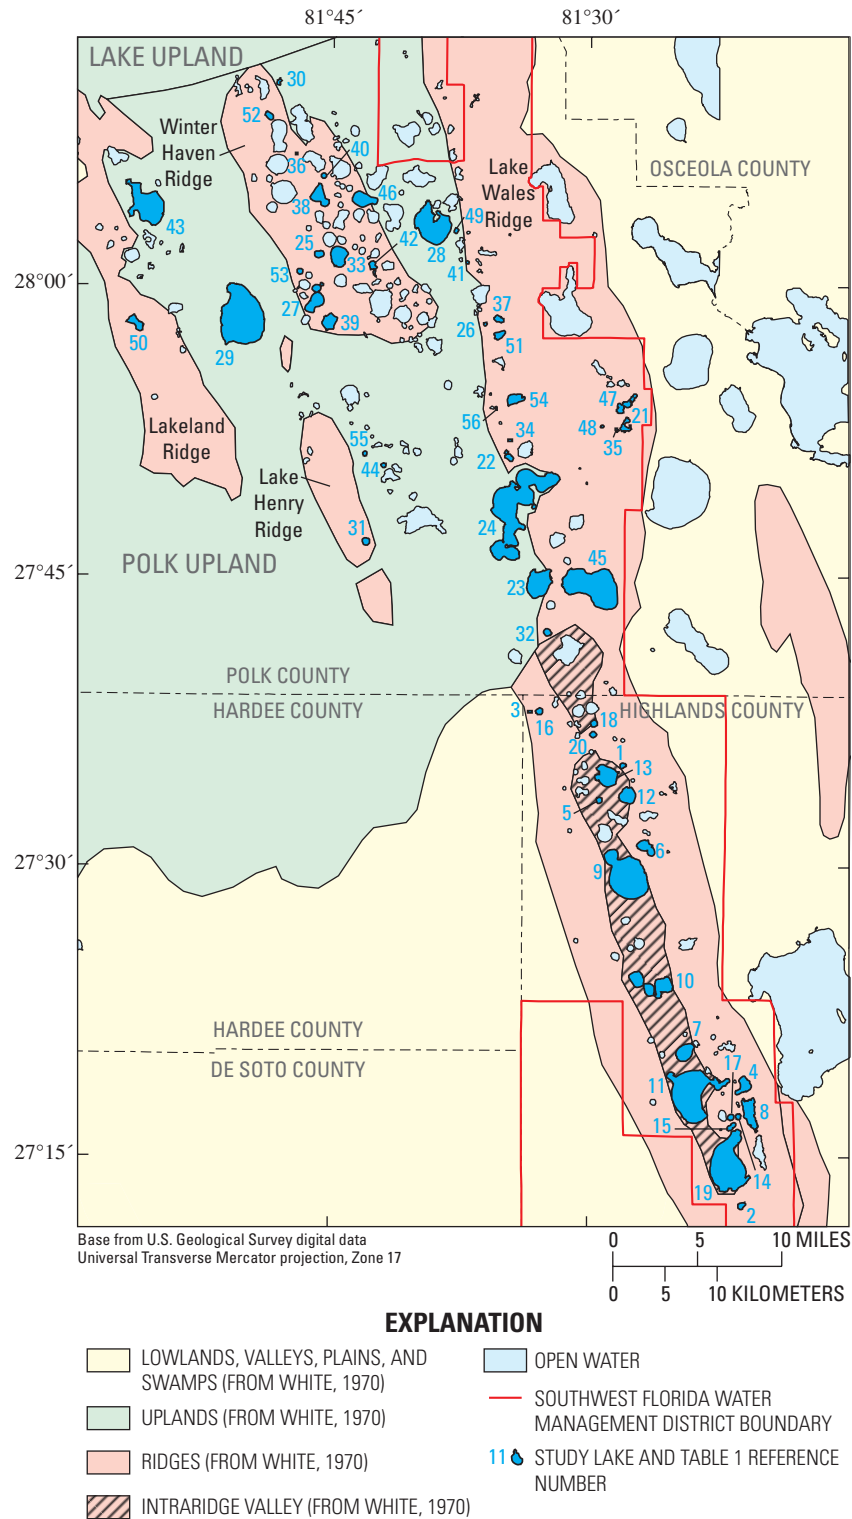 81°45´
81°30´
LAKE UPLAND
30
52
Winter
Haven
Ridge
40
36
Lake
Wales
Ridge
OSCEOLA COUNTY
38
46
43
49
25
42
28
33
41
53
28°00´
27
37
39
26
50
51
29
54
47
21
56
48
Lakeland
Ridge
34
35
55
22
44
Lake
Henry
Ridge
24
31
POLK UPLAND
45
27°45´
23
32
POLK COUNTY
HARDEE COUNTY
HIGHLANDS COUNTY
3
16
18
20
1
13
12
5
6
27°30´
9
10
HARDEE COUNTY
DE SOTO COUNTY
7
17
4
11
8
15
27°15´
14
19
2
Base from U.S. Geological Survey digital data
Universal Transverse Mercator projection, Zone 17
0 5 10 MILES
0 5 10 KILOMETERS
EXPLANATION
LOWLANDS, VALLEYS, PLAINS, AND
SWAMPS (FROM WHITE, 1970)
UPLANDS (FROM WHITE, 1970)
RIDGES (FROM WHITE, 1970)
INTRARIDGE VALLEY (FROM WHITE, 1970)
OPEN WATER
SOUTHWEST FLORIDA WATER
MANAGEMENT DISTRICT BOUNDARY
11 STUDY LAKE AND TABLE 1 REFERENCE
NUMBER